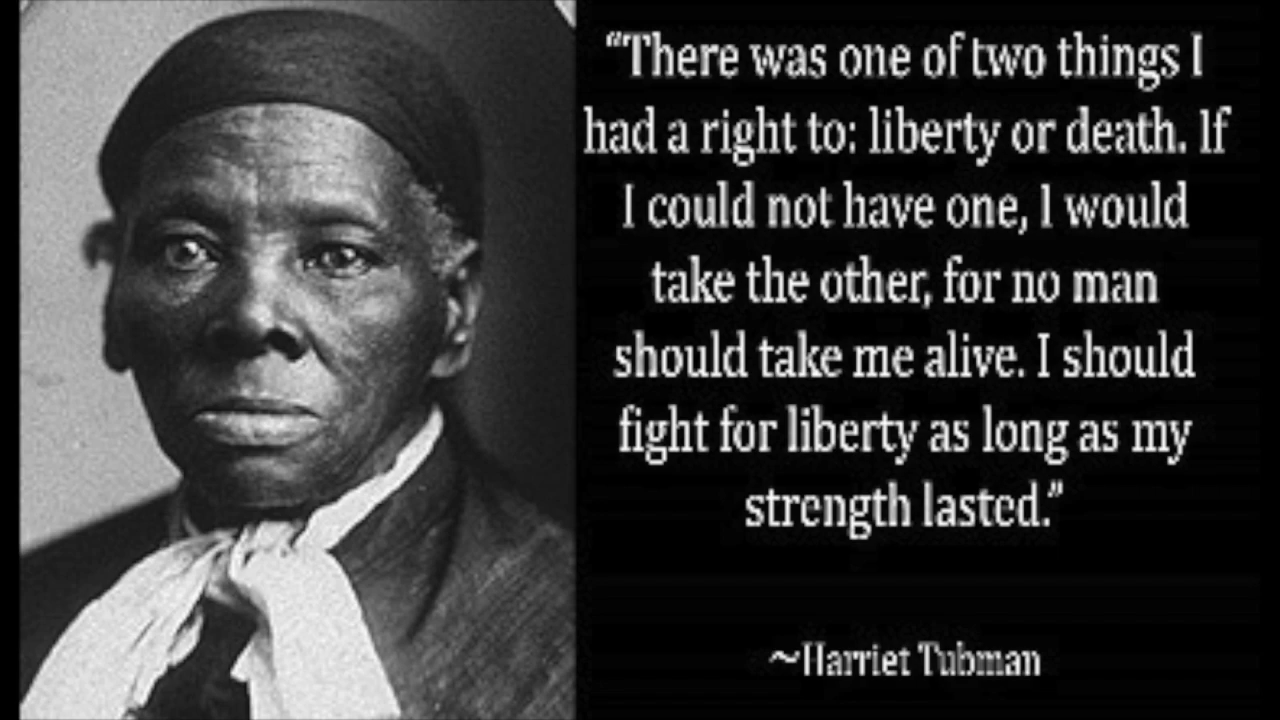 “There was one of two things I
had a right to: liberty or death. If
I could not have one, I would
take the other, for no man
should take me alive. I should
fight for liberty as long as my
strength lasted.”
~Harriet Tubman